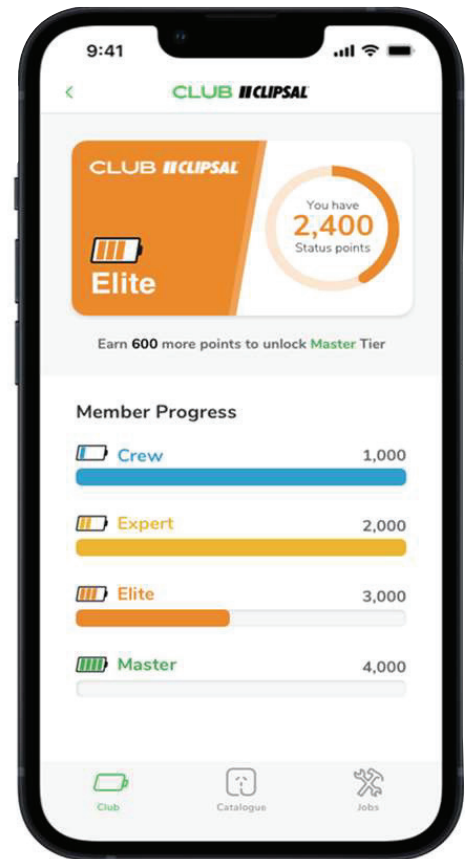 9:41
CLUB CLIPSAL
CLUB CLIPSAL
Elite
You have
2,400
Status points
Earn 600 more points to unlock Master Tier
Member Progress
Crew 1,000
Expert 2,000
Elite 3,000
Master 4,000
Club Catalogue Jobs